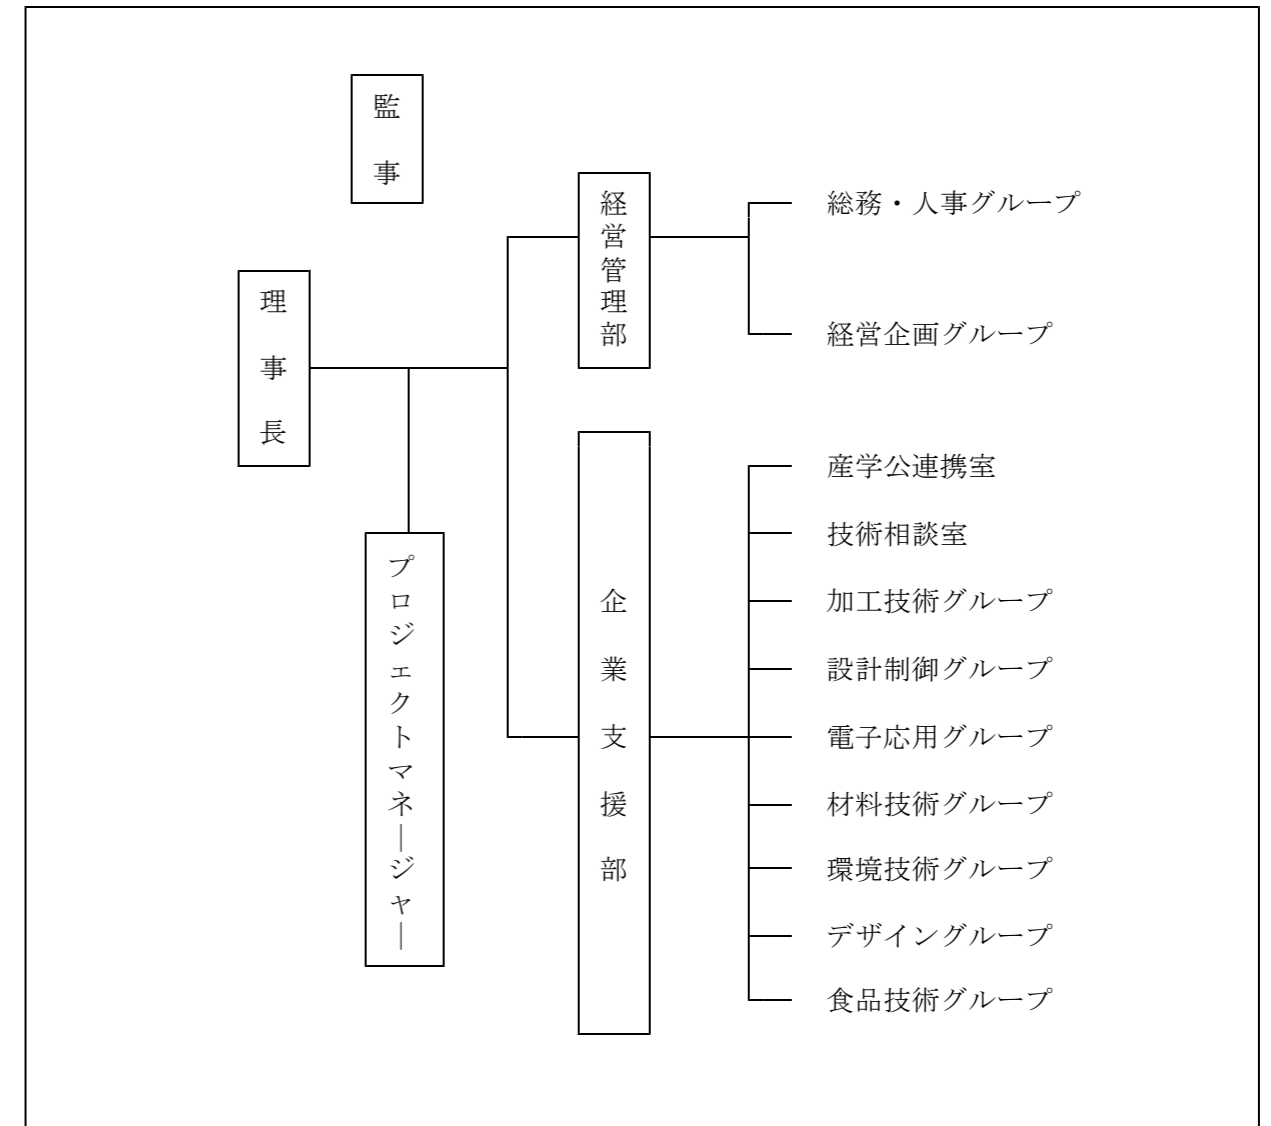 監事
理事長
プロジェクトマネージャー
経営管理部
総務・人事グループ
経営企画グループ
企業支援部
産学公連携室
技術相談室
加工技術グループ
設計制御グループ
電子応用グループ
材料技術グループ
環境技術グループ
デザイングループ
食品技術グループ